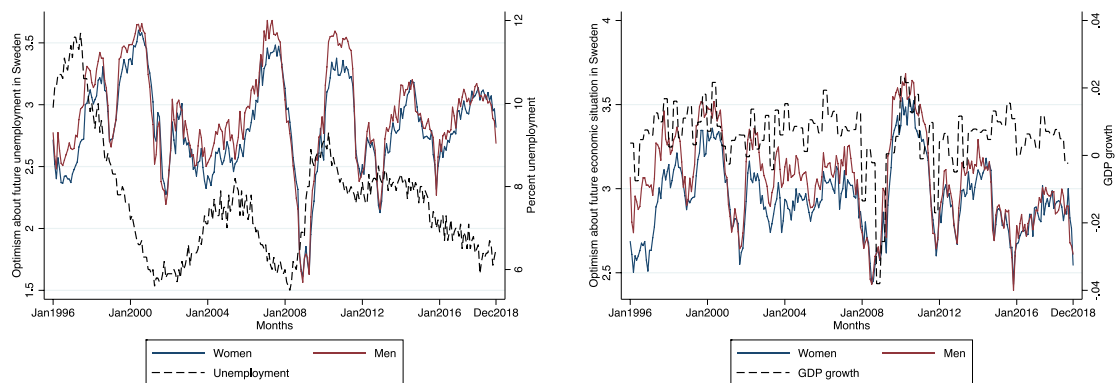 Optimism about future unemployment in Sweden
3.5
3
2.5
2
1.5
12
10
8
6
Percent unemployment
Jan1996 Jan2000 Jan2004 Jan2008 Jan2012 Jan2016 Dec2018
Months
Women Men
Unemployment
Optimism about future economic situation in Sweden
4
3.5
3
2.5
.04
.02
0
-.02
-.04
GDP growth
Jan1996 Jan2000 Jan2004 Jan2008 Jan2012 Jan2016 Dec2018
Months
Women Men
GDP growth